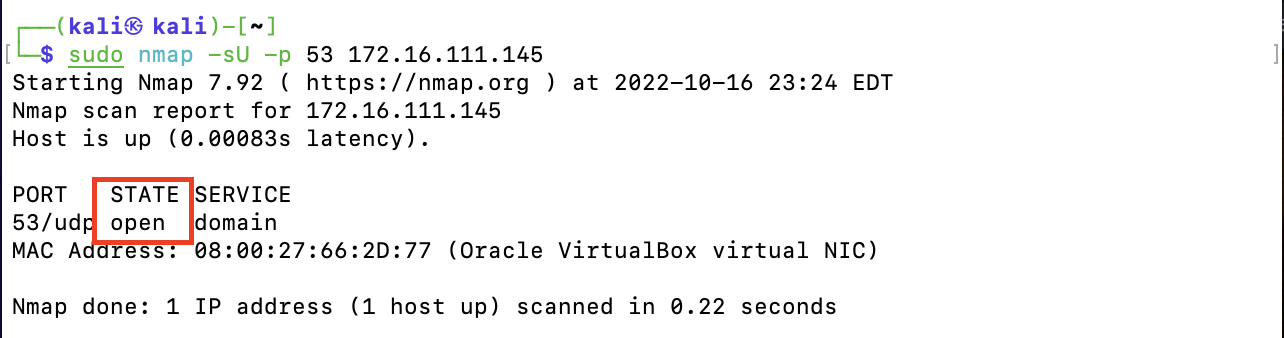 ┌──(kali㉿ kali)-[~]
└─$ sudo nmap -sU -p 53 172.16.111.145
Starting Nmap 7.92 ( https://nmap.org ) at 2022-10-16 23:24 EDT
Nmap scan report for 172.16.111.145
Host is up (0.00083s latency).
PORT   STATE SERVICE
53/udp open  domain
MAC Address: 08:00:27:66:2D:77 (Oracle VirtualBox virtual NIC)
Nmap done: 1 IP address (1 host up) scanned in 0.22 seconds